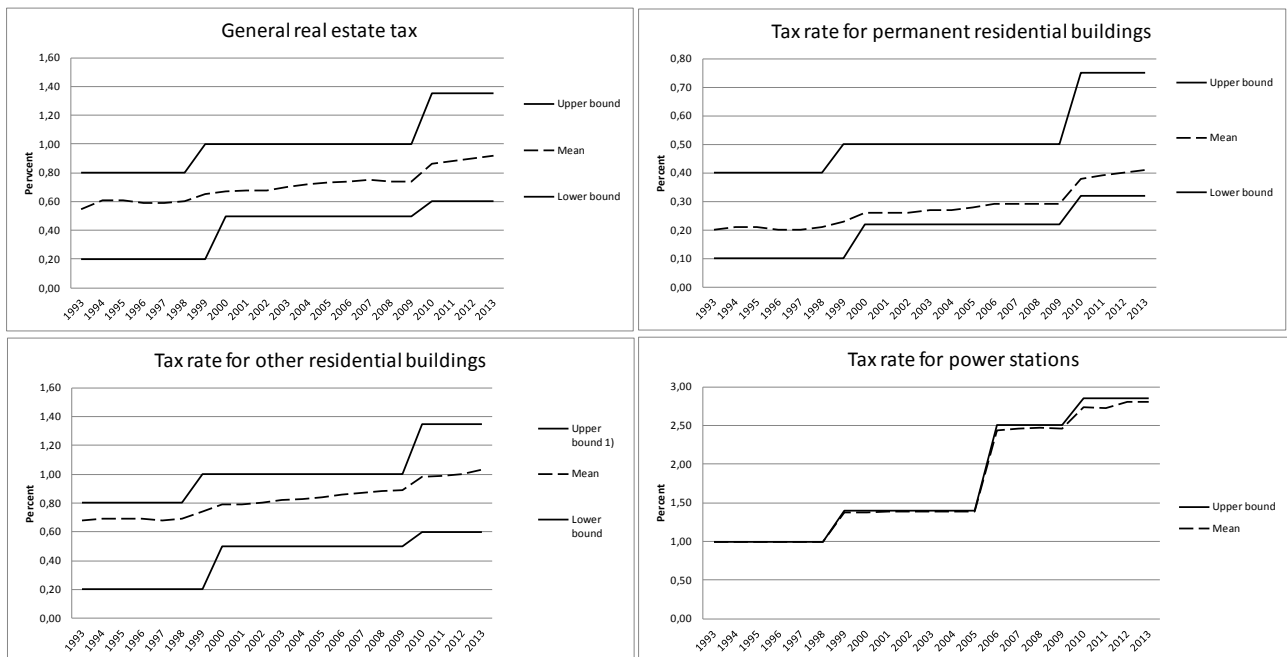 General real estate tax
1,60
1,40
1,20
1,00
0,80
0,60
0,40
0,20
0,00
Pervcent
1993 1994 1995 1996 1997 1998 1999 2000 2001 2002 2003 2004 2005 2006 2007 2008 2009 2010 2011 2012 2013
Upper bound
Mean
Lower bound
Tax rate for permanent residential buildings
0,80
0,70
0,60
0,50
0,40
0,30
0,20
0,10
0,00
Percent
1993 1994 1995 1996 1997 1998 1999 2000 2001 2002 2003 2004 2005 2006 2007 2008 2009 2010 2011 2012 2013
Upper bound
Mean
Lower bound
Tax rate for other residential buildings
1,60
1,40
1,20
1,00
0,80
0,60
0,40
0,20
0,00
Percent
1993 1994 1995 1996 1997 1998 1999 2000 2001 2002 2003 2004 2005 2006 2007 2008 2009 2010 2011 2012 2013
Upper
bound 1)
Mean
Lower
bound
Tax rate for power stations
3,00
2,50
2,00
1,50
1,00
0,50
0,00
Percent
1993 1994 1995 1996 1997 1998 1999 2000 2001 2002 2003 2004 2005 2006 2007 2008 2009 2010 2011 2012 2013
Upper bound
Mean